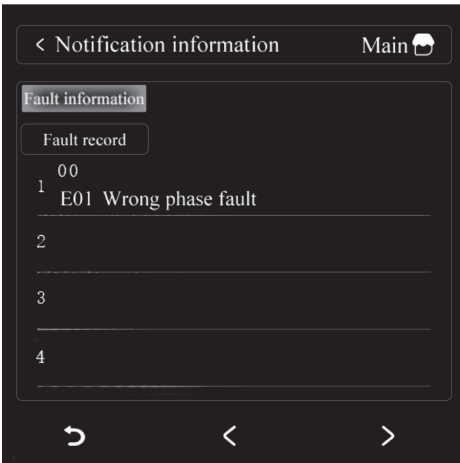 < Notification information Main
Fault information
Fault record
00
1
E01 Wrong phase fault
2
3
4